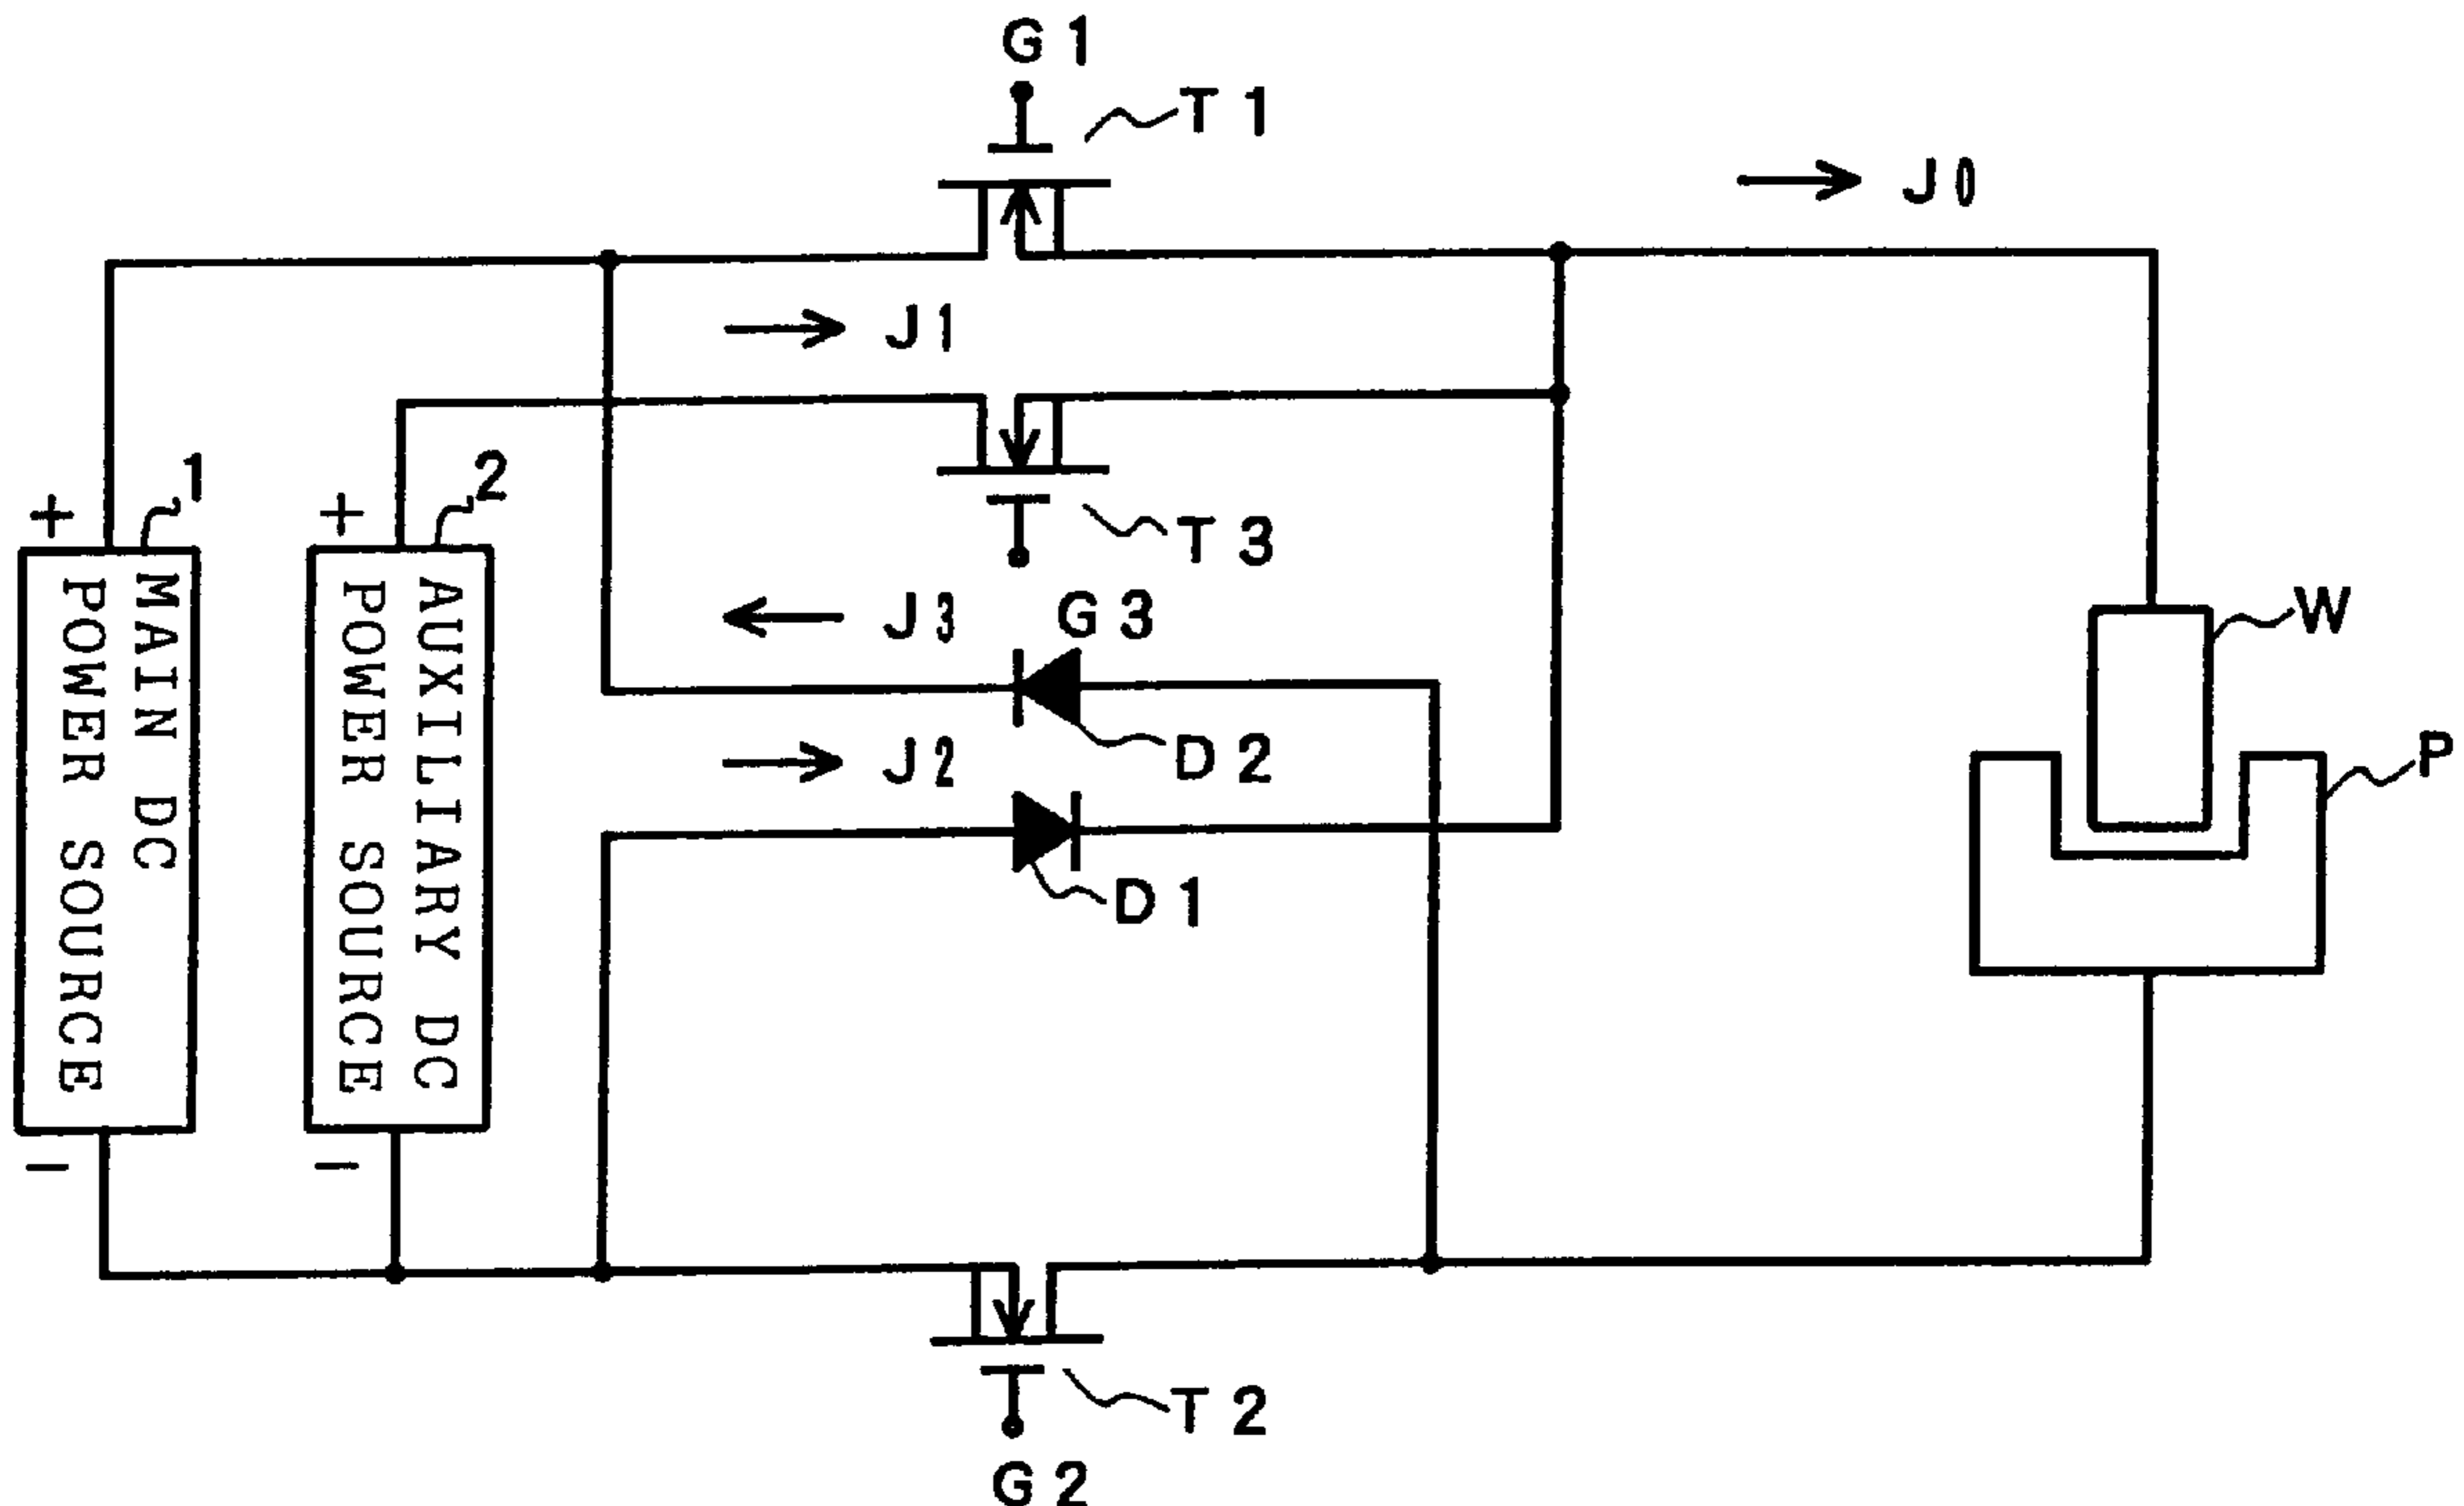 G1
T1
J0
J1
1
+
2
+
T3
J3
G3
W
MAIN DC
POWER SOURCE
AUXILIARY DC
POWER SOURCE
D2
J2
P
D1
−
−
T2
G2